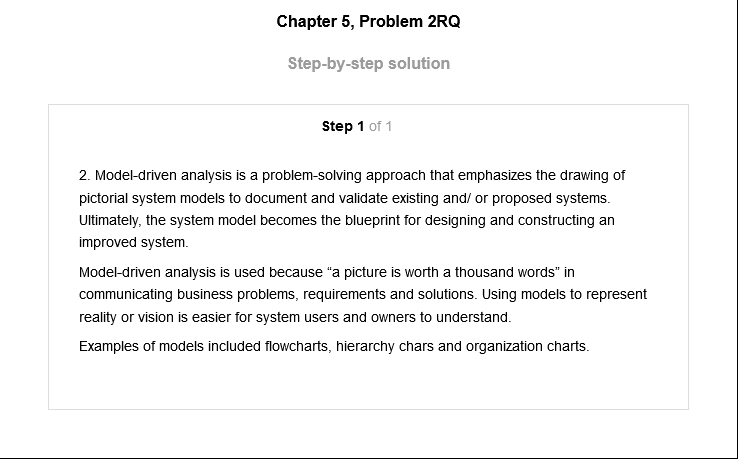 Chapter 5, Problem 2RQ
Step-by-step solution
Step 1 of 1
2. Model-driven analysis is a problem-solving approach that emphasizes the drawing of
pictorial system models to document and validate existing and/ or proposed systems.
Ultimately, the system model becomes the blueprint for designing and constructing an
improved system.
Model-driven analysis is used because “a picture is worth a thousand words” in
communicating business problems, requirements and solutions. Using models to represent
reality or vision is easier for system users and owners to understand.
Examples of models included flowcharts, hierarchy chars and organization charts.